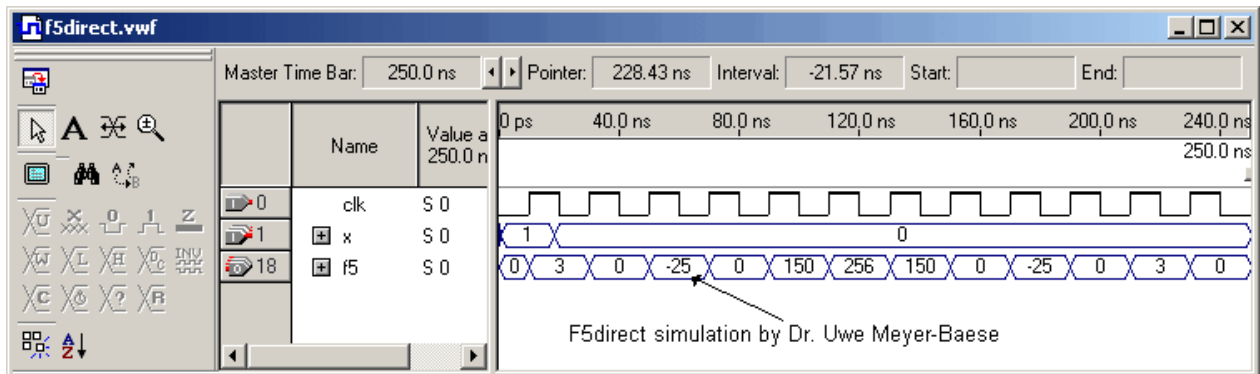 f5direct.vwf
Master Time Bar: 250.0 ns Pointer: 228.43 ns Interval: -21.57 ns Start: End:
Name
Value a
250.0 n
0 ps 40.0 ns 80.0 ns 120.0 ns 160.0 ns 200.0 ns 240.0 ns
250.0 ns
0 clk S 0
1 x S 0 1 0
18 f5 S 0 0 3 0 -25 0 150 256 150 0 -25 0 3 0
F5direct simulation by Dr. Uwe Meyer-Baese